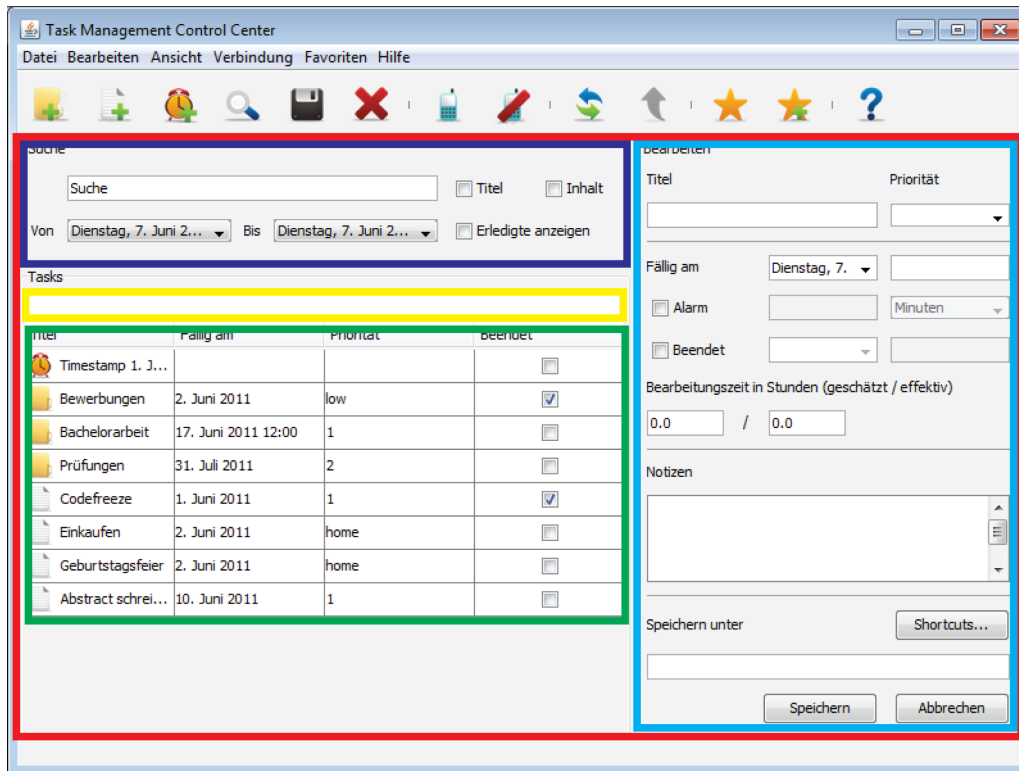 Task Management Control Center
Datei Bearbeiten Ansicht Verbindung Favoriten Hilfe
Suche
Suche Titel Inhalt
Von Dienstag, 7. Juni 2... Bis Dienstag, 7. Juni 2... Erledigte anzeigen
Tasks
Titel Fällig am Priorität Beendet
Timestamp 1. J...
Bewerbungen 2. Juni 2011 low
Bachelorarbeit 17. Juni 2011 12:00 1
Prüfungen 31. Juli 2011 2
Codefreeze 1. Juni 2011 1
Einkaufen 2. Juni 2011 home
Geburtstagsfeier 2. Juni 2011 home
Abstract schrei... 10. Juni 2011 1
Bearbeiten
Titel Priorität
Fällig am Dienstag, 7.
Alarm Minuten
Beendet
Bearbeitungszeit in Stunden (geschätzt / effektiv)
0.0 / 0.0
Notizen
Speichern unter Shortcuts...
Speichern Abbrechen